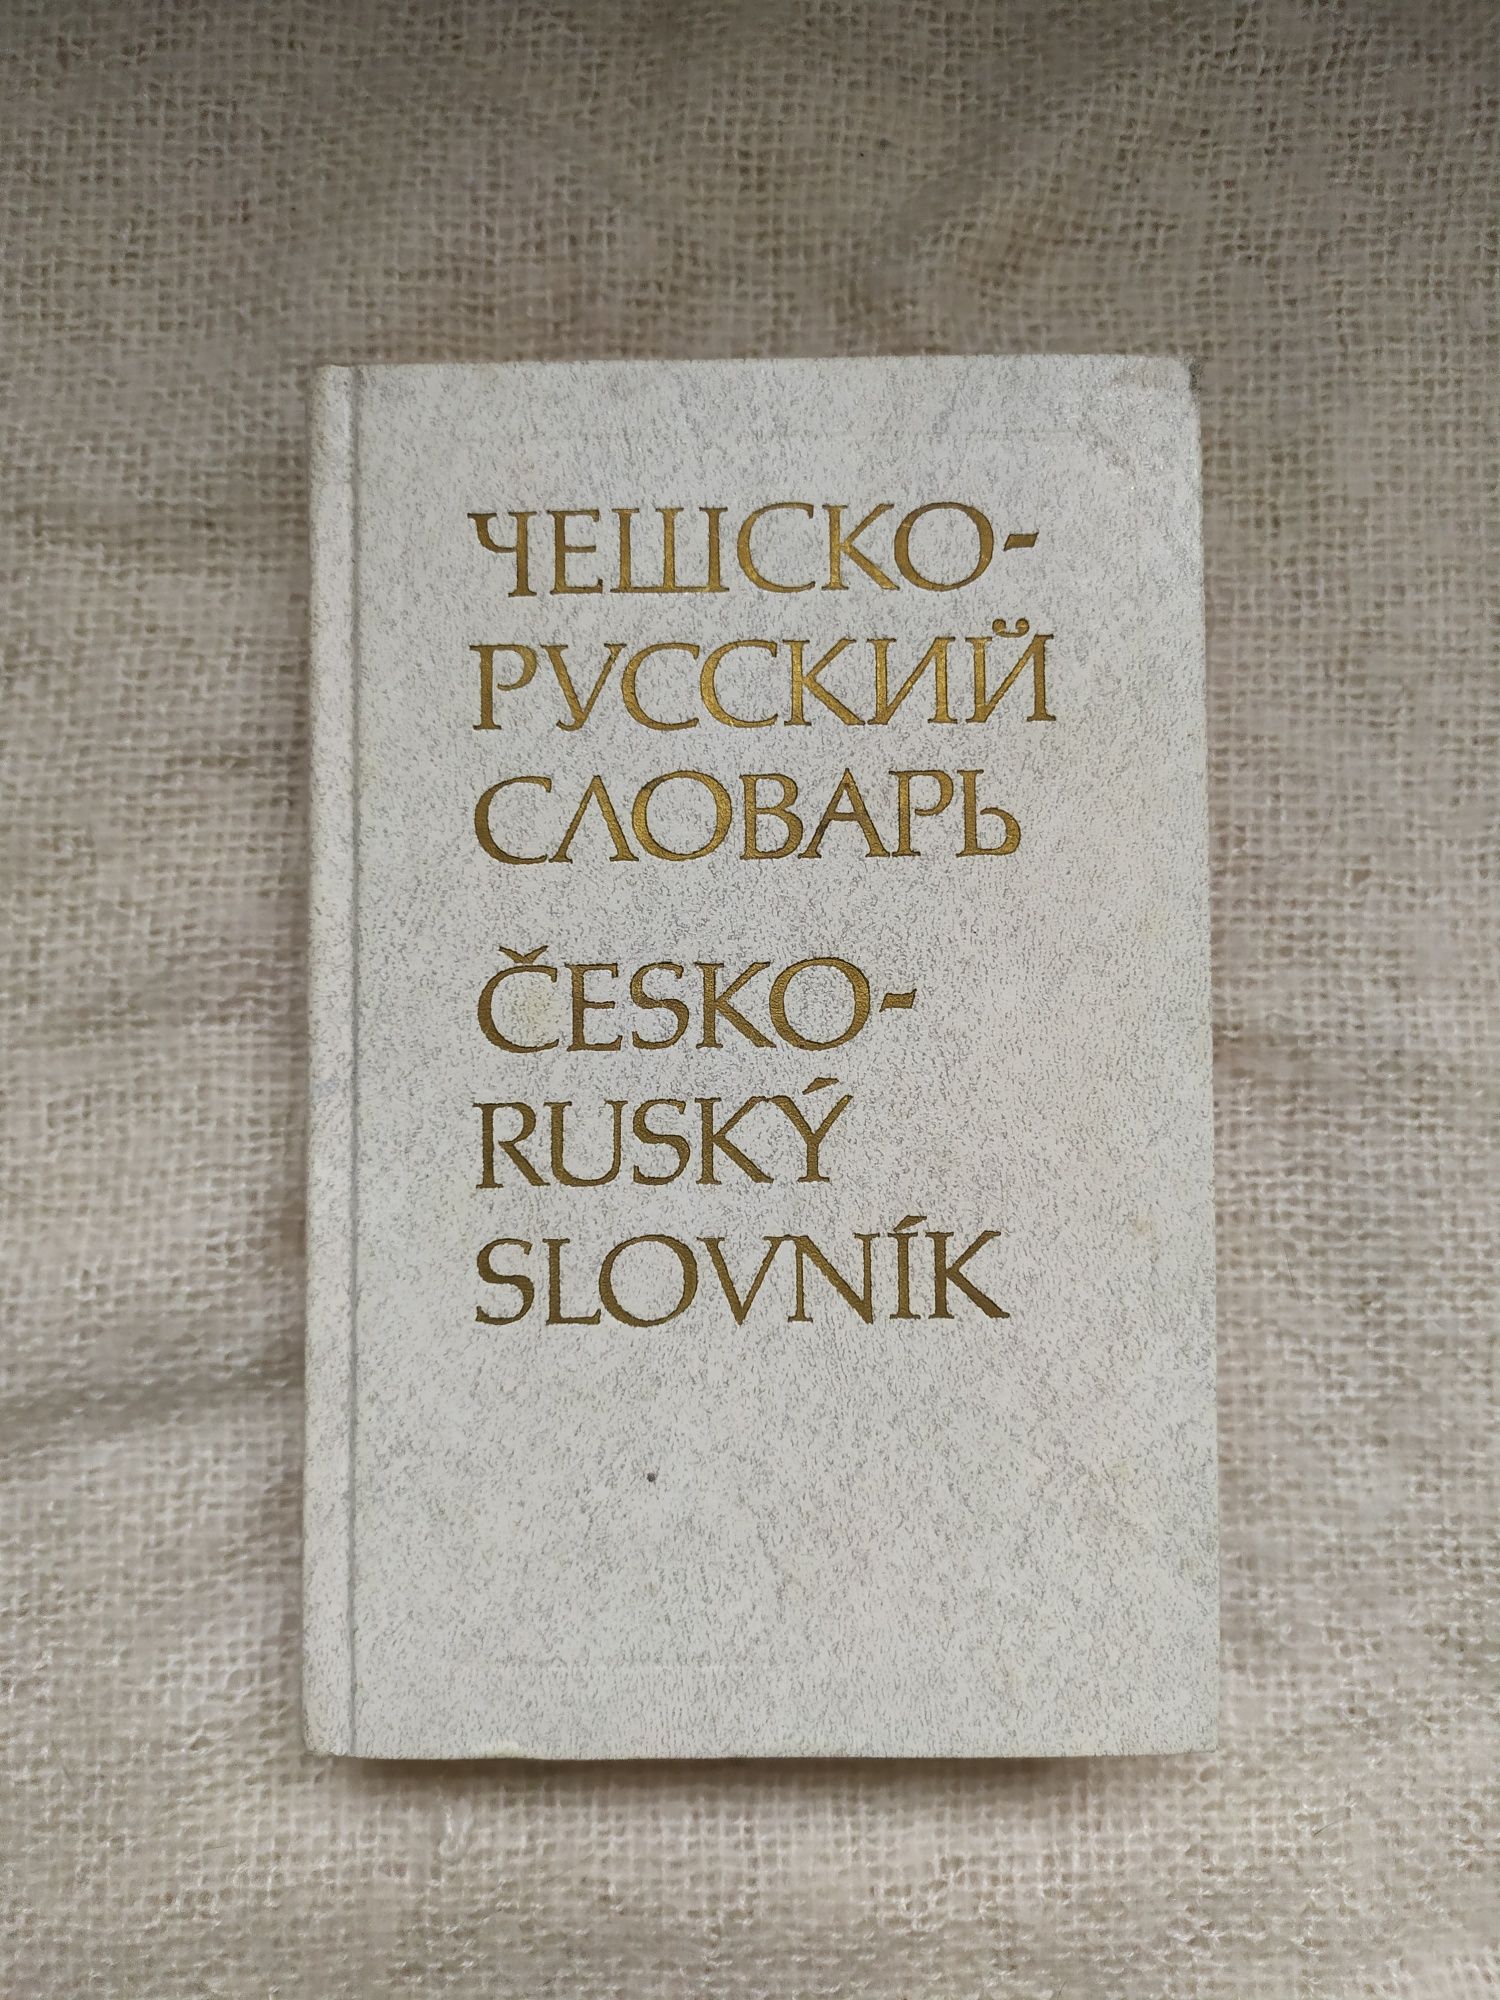 ЧЕШСКО-
РУССКИЙ
СЛОВАРЬ
ČESKO-
RUSKÝ
SLOVNÍK